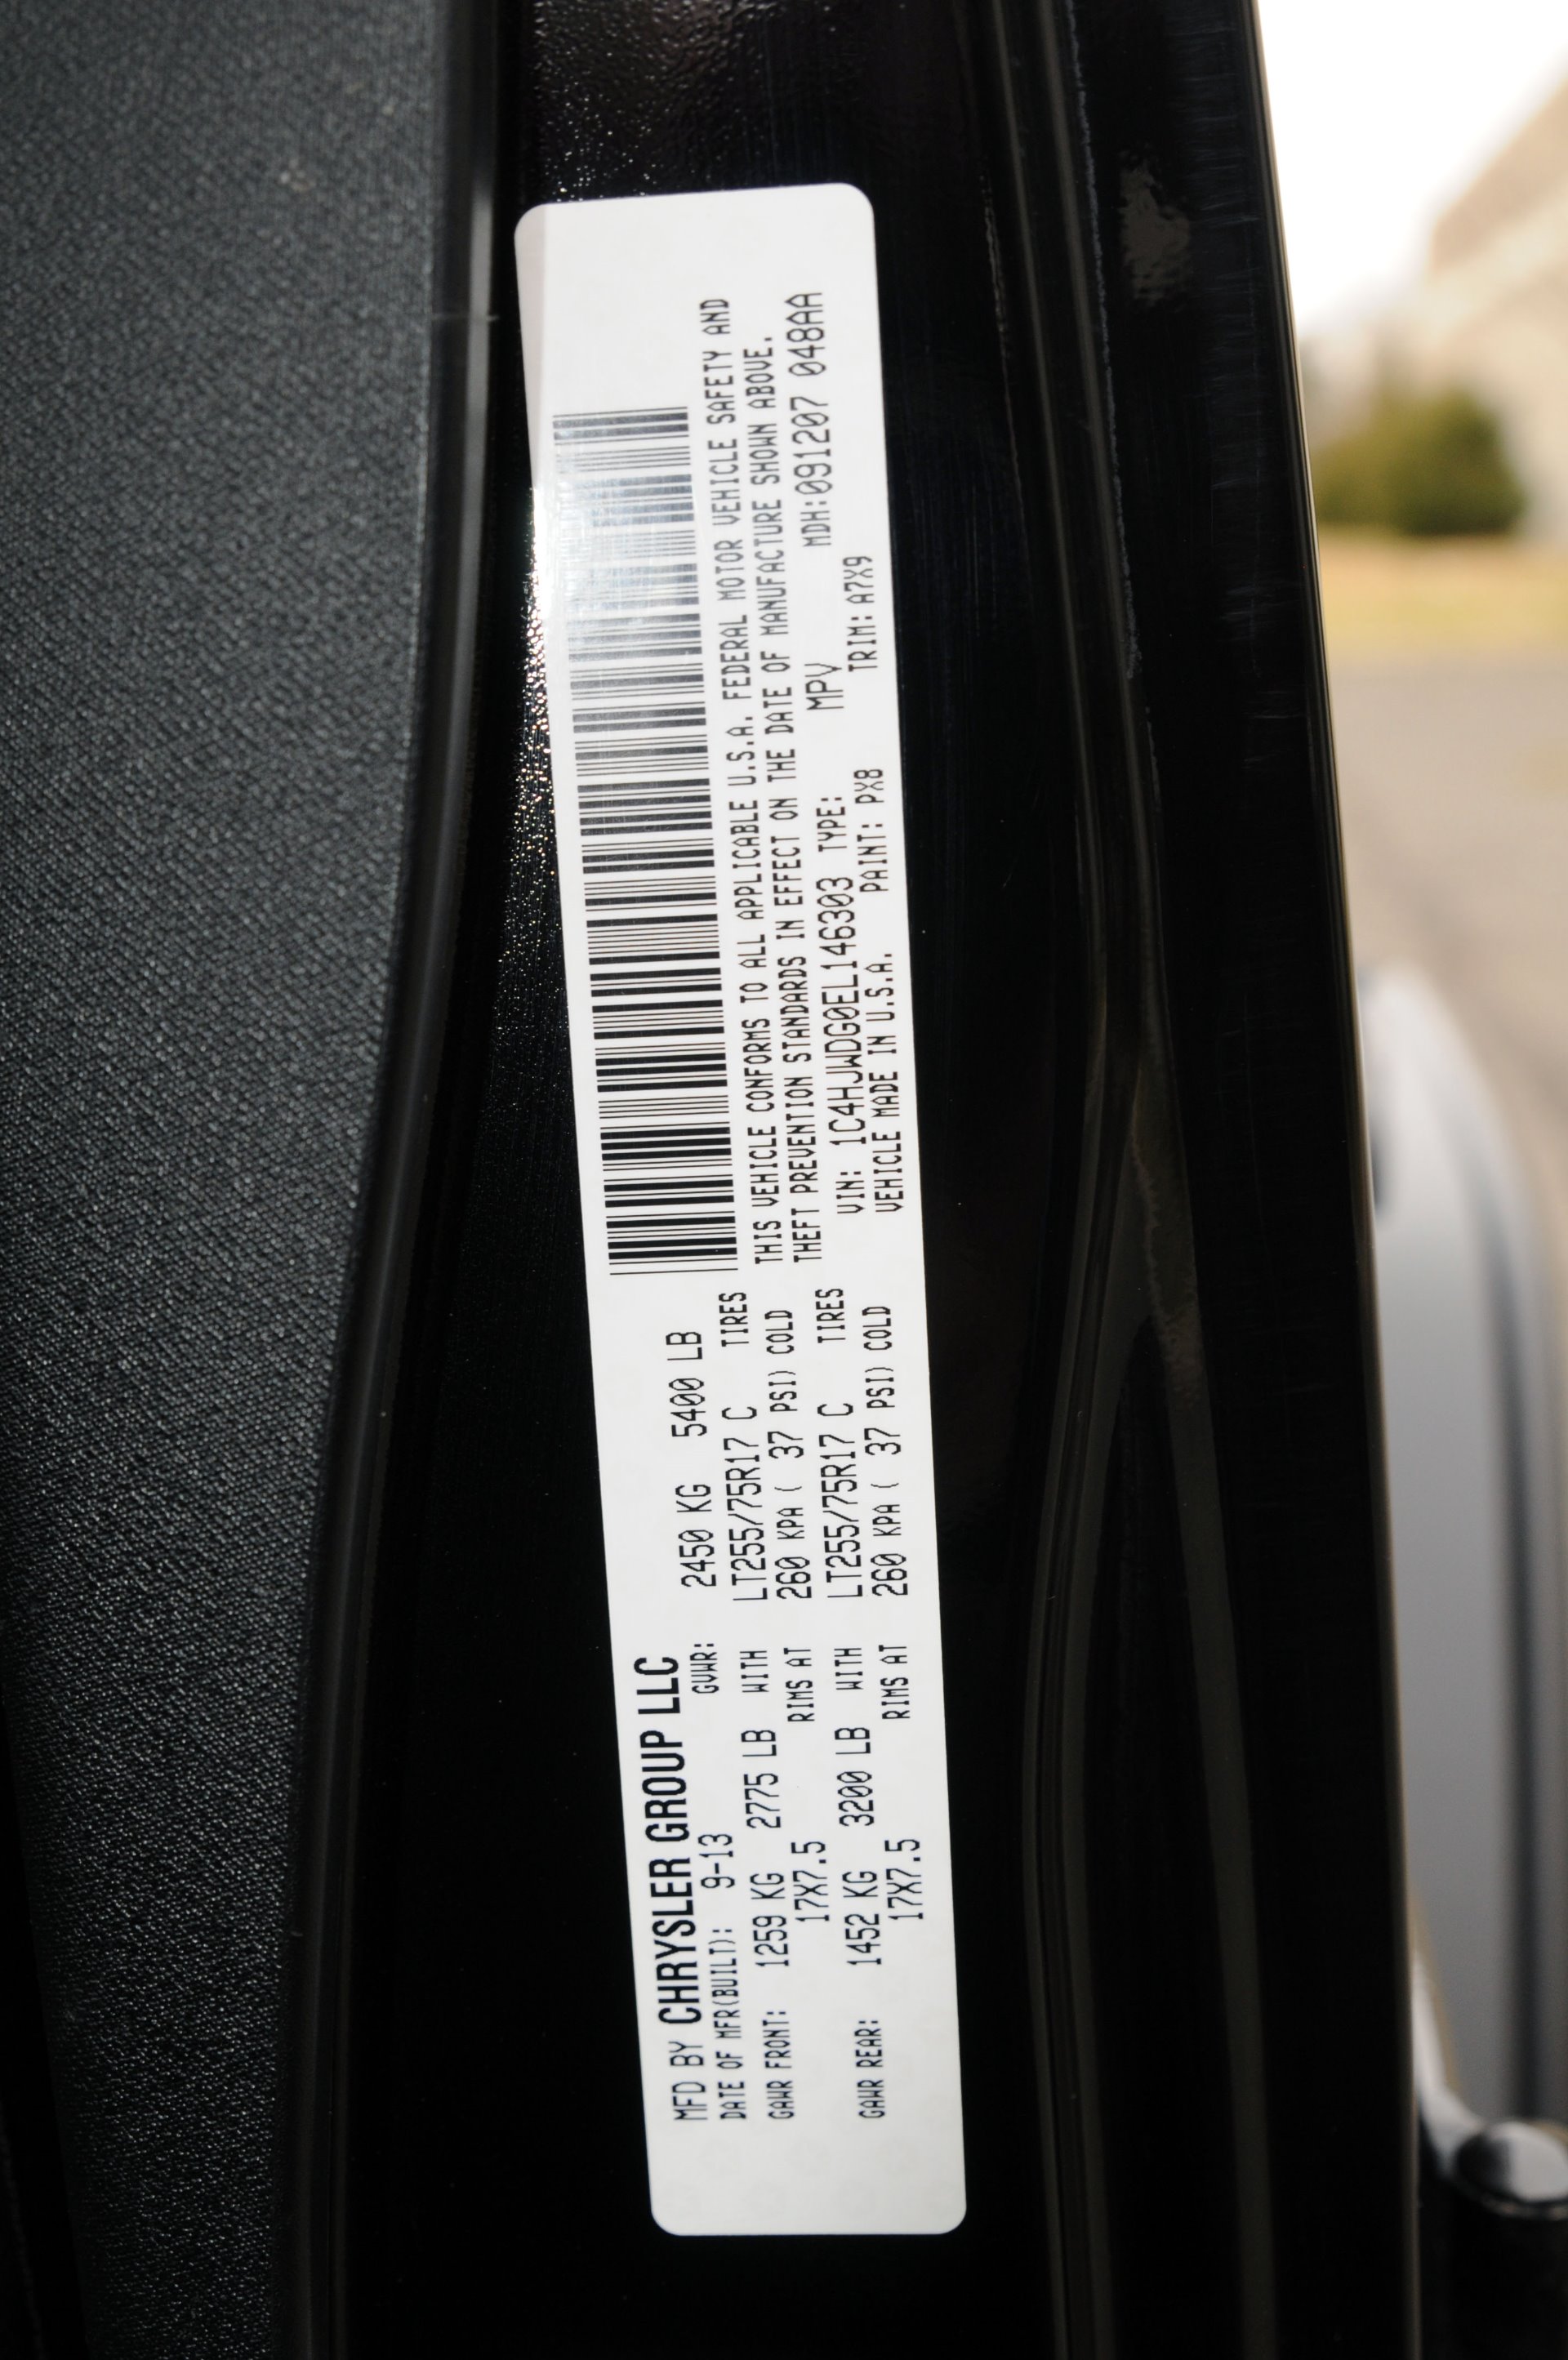 MFD BY CHRYSLER GROUP LLC
DATE OF MFR(BUILT): 9-13 GVWR: 2450 KG 5400 LB
GAWR FRONT: 1259 KG 2775 LB WITH LT255/75R17 C TIRES
17X7.5 RIMS AT 260 KPA ( 37 PSI) COLD
GAWR REAR: 1452 KG 3200 LB WITH LT255/75R17 C TIRES
17X7.5 RIMS AT 260 KPA ( 37 PSI) COLD
THIS VEHICLE CONFORMS TO ALL APPLICABLE U.S.A. FEDERAL MOTOR VEHICLE SAFETY AND
THEFT PREVENTION STANDARDS IN EFFECT ON THE DATE OF MANUFACTURE SHOWN ABOVE.
VIN: 1C4HJWDG0EL146303 TYPE: MPV MDH:091207 048AA
VEHICLE MADE IN U.S.A. PAINT: PX8 TRIM: A7X9